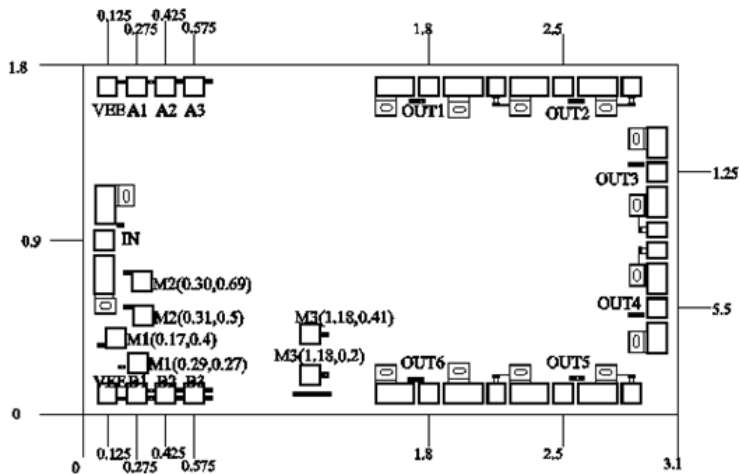 0.125
0.275
0.425
0.575
1.8
2.5
1.8
VEE A1 A2 A3
OUT1
OUT2
OUT3
1.25
0.9
IN
M2(0.30,0.69)
M2(0.31,0.5)
M1(0.17,0.4)
M1(0.29,0.27)
M3(1.18,0.41)
M3(1.18,0.2)
OUT4
5.5
OUT6
OUT5
VEE B1 B2 B3
0
0
0.125
0.275
0.425
0.575
1.8
2.5
3.1